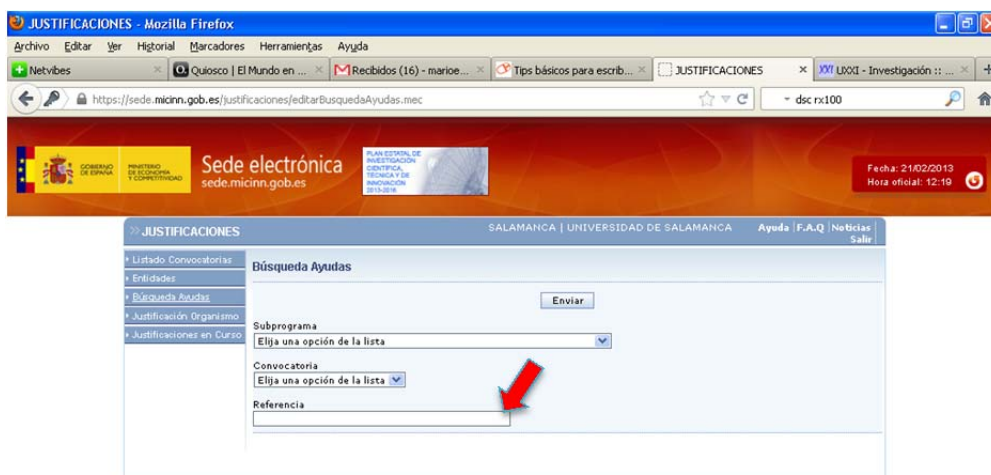 JUSTIFICACIONES - Mozilla Firefox
Archivo Editar Ver Historial Marcadores Herramientas Ayuda
Netvibes
Quiosco | El Mundo en ...
Recibidos (16) - marioe...
Tips básicos para escrib...
JUSTIFICACIONES
UXXI - Investigación :: ...
https://sede.micinn.gob.es/justificaciones/editarBusquedaAyudas.mec
dsc rx100
GOBIERNO DE ESPAÑA
MINISTERIO DE ECONOMÍA Y COMPETITIVIDAD
Sede electrónica
sede.micinn.gob.es
PLAN ESTATAL DE
INVESTIGACIÓN
CIENTÍFICA,
TÉCNICA Y DE
INNOVACIÓN
2013-2016
Fecha: 21/02/2013
Hora oficial: 12:19
JUSTIFICACIONES
SALAMANCA | UNIVERSIDAD DE SALAMANCA
Ayuda | F.A.Q | Noticias
Salir
Listado Convocatorias
Entidades
Búsqueda Ayudas
Justificación Organismo
Justificaciones en Curso
Búsqueda Ayudas
Enviar
Subprograma
Elija una opción de la lista
Convocatoria
Elija una opción de la lista
Referencia